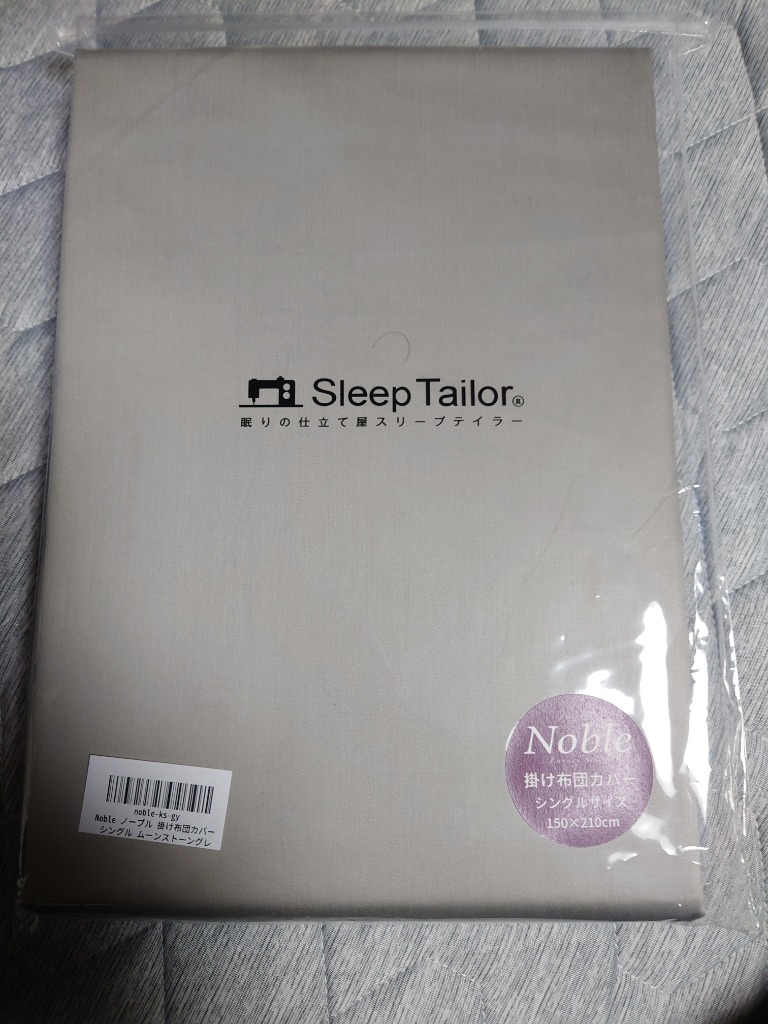 Sleep Tailor®
眠りの仕立て屋スリープテイラー
Noble
掛け布団カバー
シングルサイズ
150×210cm
noble-ks-gy
Noble ノーブル 掛け布団カバー
シングル ムーンストーングレ